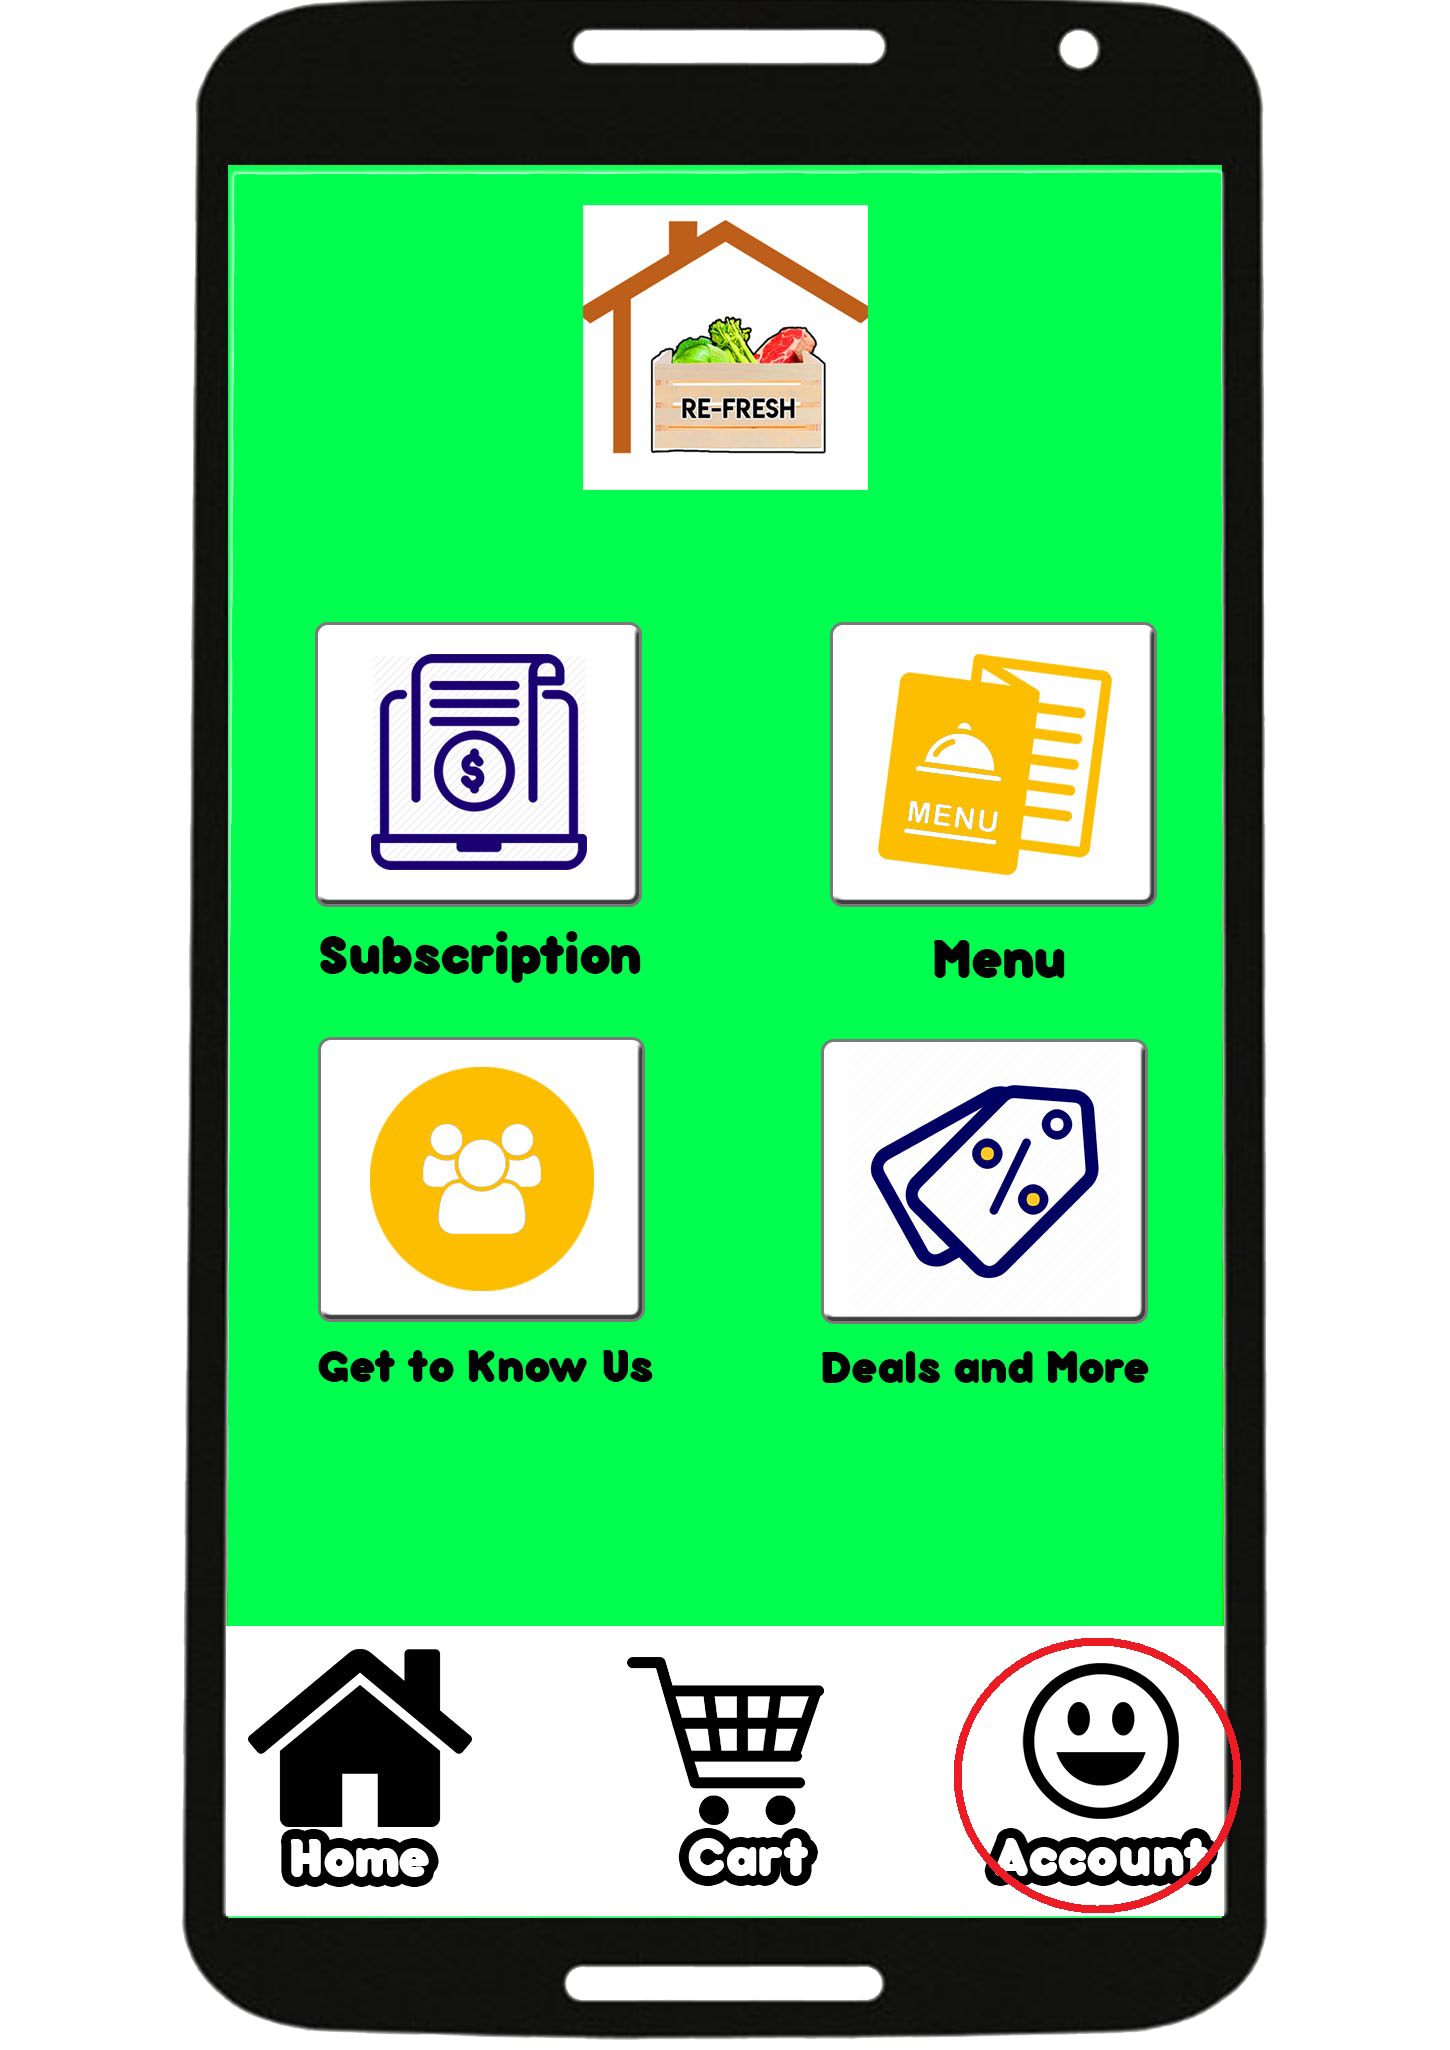 RE-FRESH
$
MENU
Subscription
Menu
%
Get to Know Us
Deals and More
Home
Cart
Account